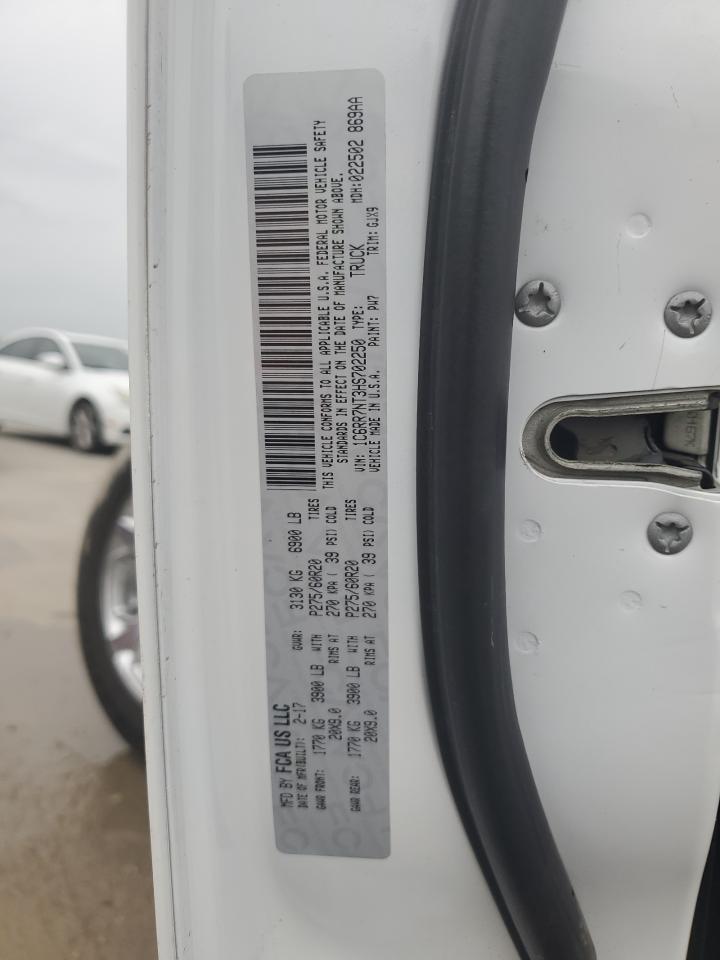 MFD BY FCA US LLC
DATE OF MFR(BUILT): 2-17 GVWR: 3130 KG 6900 LB
GAWR FRONT: 1770 KG 3900 LB WITH P275/60R20 TIRES
20X9.0 RIMS AT 270 KPA ( 39 PSI) COLD
GAWR REAR: 1770 KG 3900 LB WITH P275/60R20 TIRES
20X9.0 RIMS AT 270 KPA ( 39 PSI) COLD
THIS VEHICLE CONFORMS TO ALL APPLICABLE U.S.A. FEDERAL MOTOR VEHICLE SAFETY
STANDARDS IN EFFECT ON THE DATE OF MANUFACTURE SHOWN ABOVE.
VIN: 1C6RR7NT3HS702250 TYPE: TRUCK MDH:022502 869AA
VEHICLE MADE IN U.S.A. PAINT: PW7 TRIM: GJX9